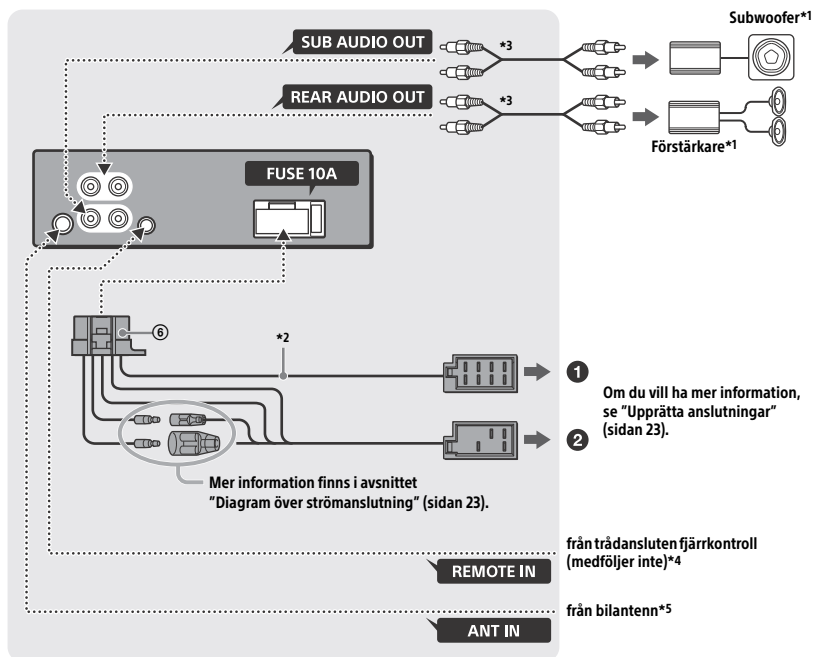 Subwoofer*1
SUB AUDIO OUT
*3
REAR AUDIO OUT
*3
Förstärkare*1
FUSE 10A
⑥
*2
❶
Om du vill ha mer information,
se ”Upprätta anslutningar”
(sidan 23).
❷
Mer information finns i avsnittet
”Diagram över strömanslutning” (sidan 23).
från trådansluten fjärrkontroll
(medföljer inte)*4
REMOTE IN
från bilantenn*5
ANT IN